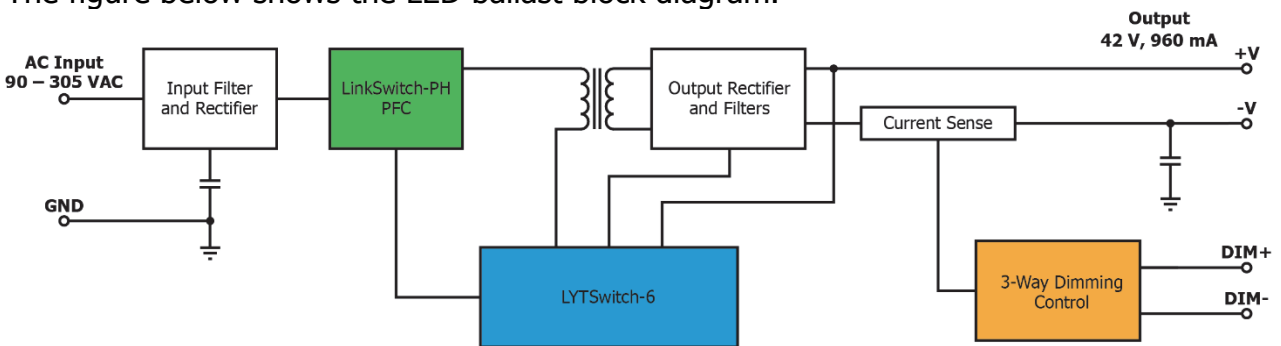 The figure below shows the LED ballast block diagram.
Output
42 V, 960 mA
+V
AC Input
90 – 305 VAC
Input Filter
and Rectifier
LinkSwitch-PH
PFC
Output Rectifier
and Filters
-V
Current Sense
GND
LYTSwitch-6
3-Way Dimming
Control
DIM+
DIM-